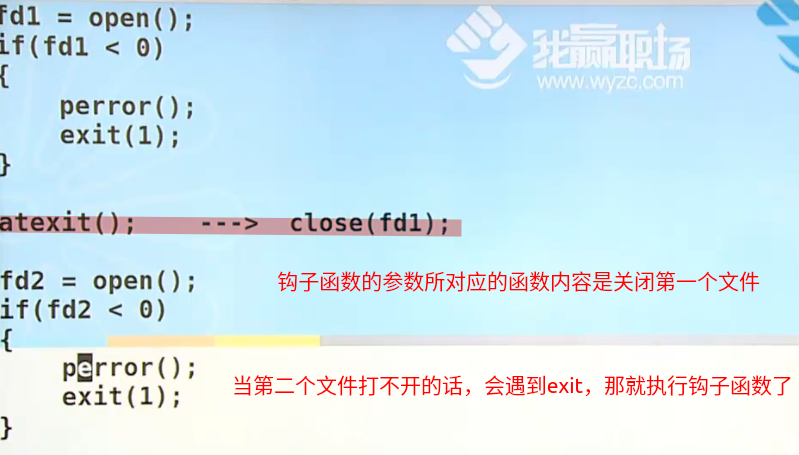 fd1 = open();
if(fd1 < 0)
{
perror();
exit(1);
}
我赢职场
www.wyzc.com
atexit(); ---> close(fd1);
fd2 = open();
钩子函数的参数所对应的函数内容是关闭第一个文件
if(fd2 < 0)
{
perror();
当第二个文件打不开的话，会遇到exit，那就执行钩子函数了
exit(1);
}